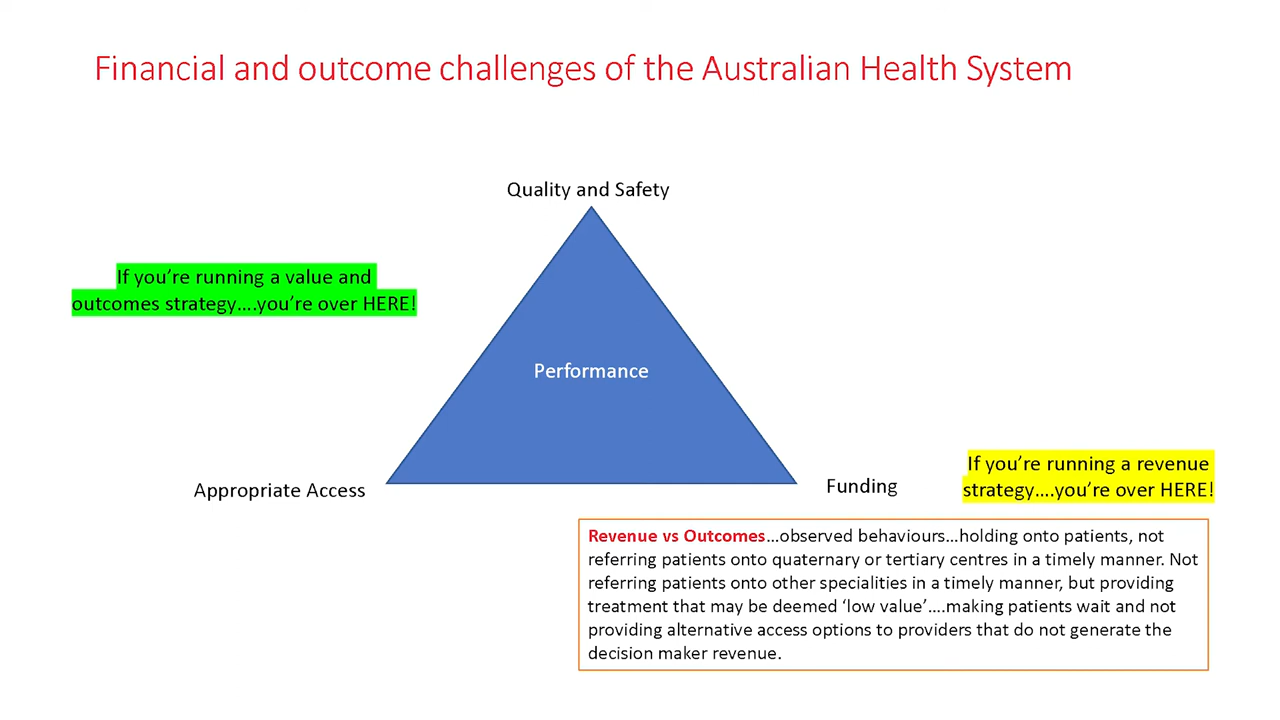 Financial and outcome challenges of the Australian Health System
Quality and Safety
If you’re running a value and
outcomes strategy....you’re over HERE!
Performance
Appropriate Access
Funding
If you’re running a revenue
strategy....you’re over HERE!
Revenue vs Outcomes...observed behaviours...holding onto patients, not
referring patients onto quaternary or tertiary centres in a timely manner. Not
referring patients onto other specialities in a timely manner, but providing
treatment that may be deemed ‘low value’....making patients wait and not
providing alternative access options to providers that do not generate the
decision maker revenue.